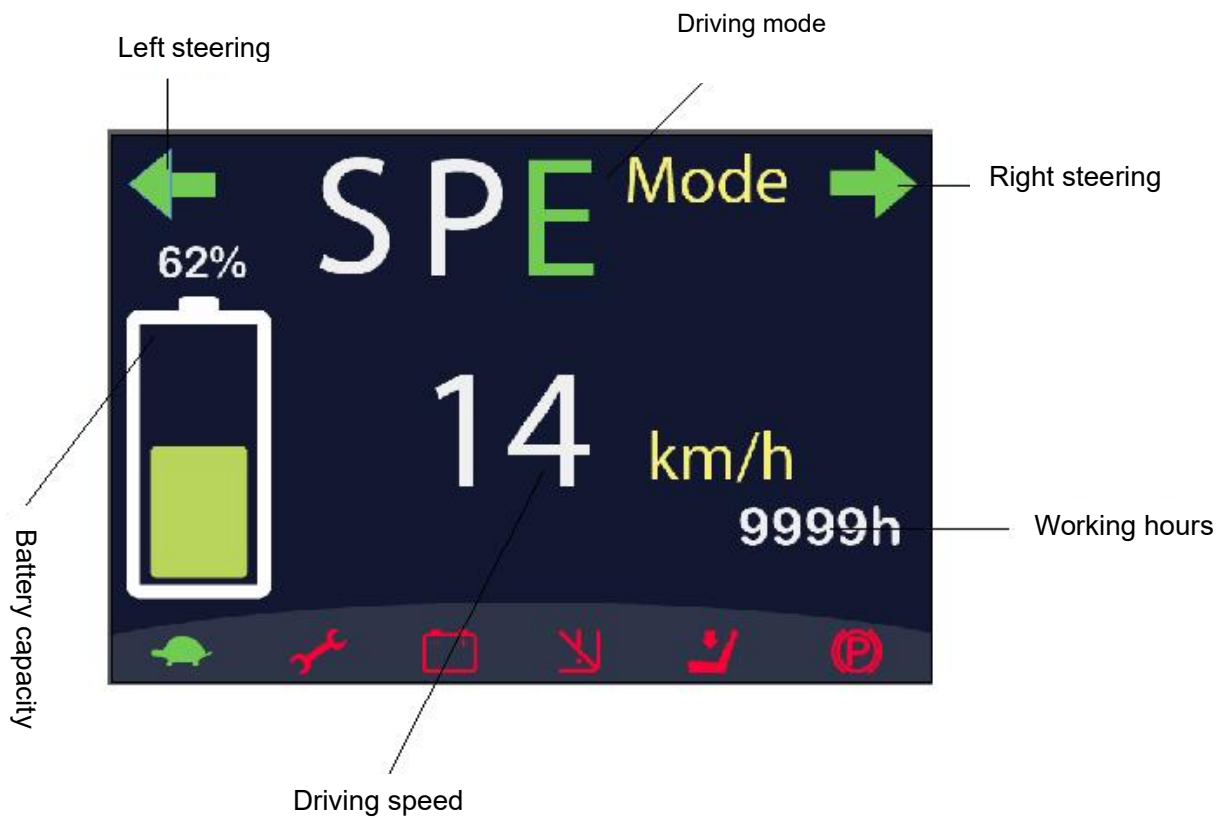 Driving mode
Left steering
SPE Mode
Right steering
62%
14 km/h
9999h
Working hours
Battery capacity
P
Driving speed